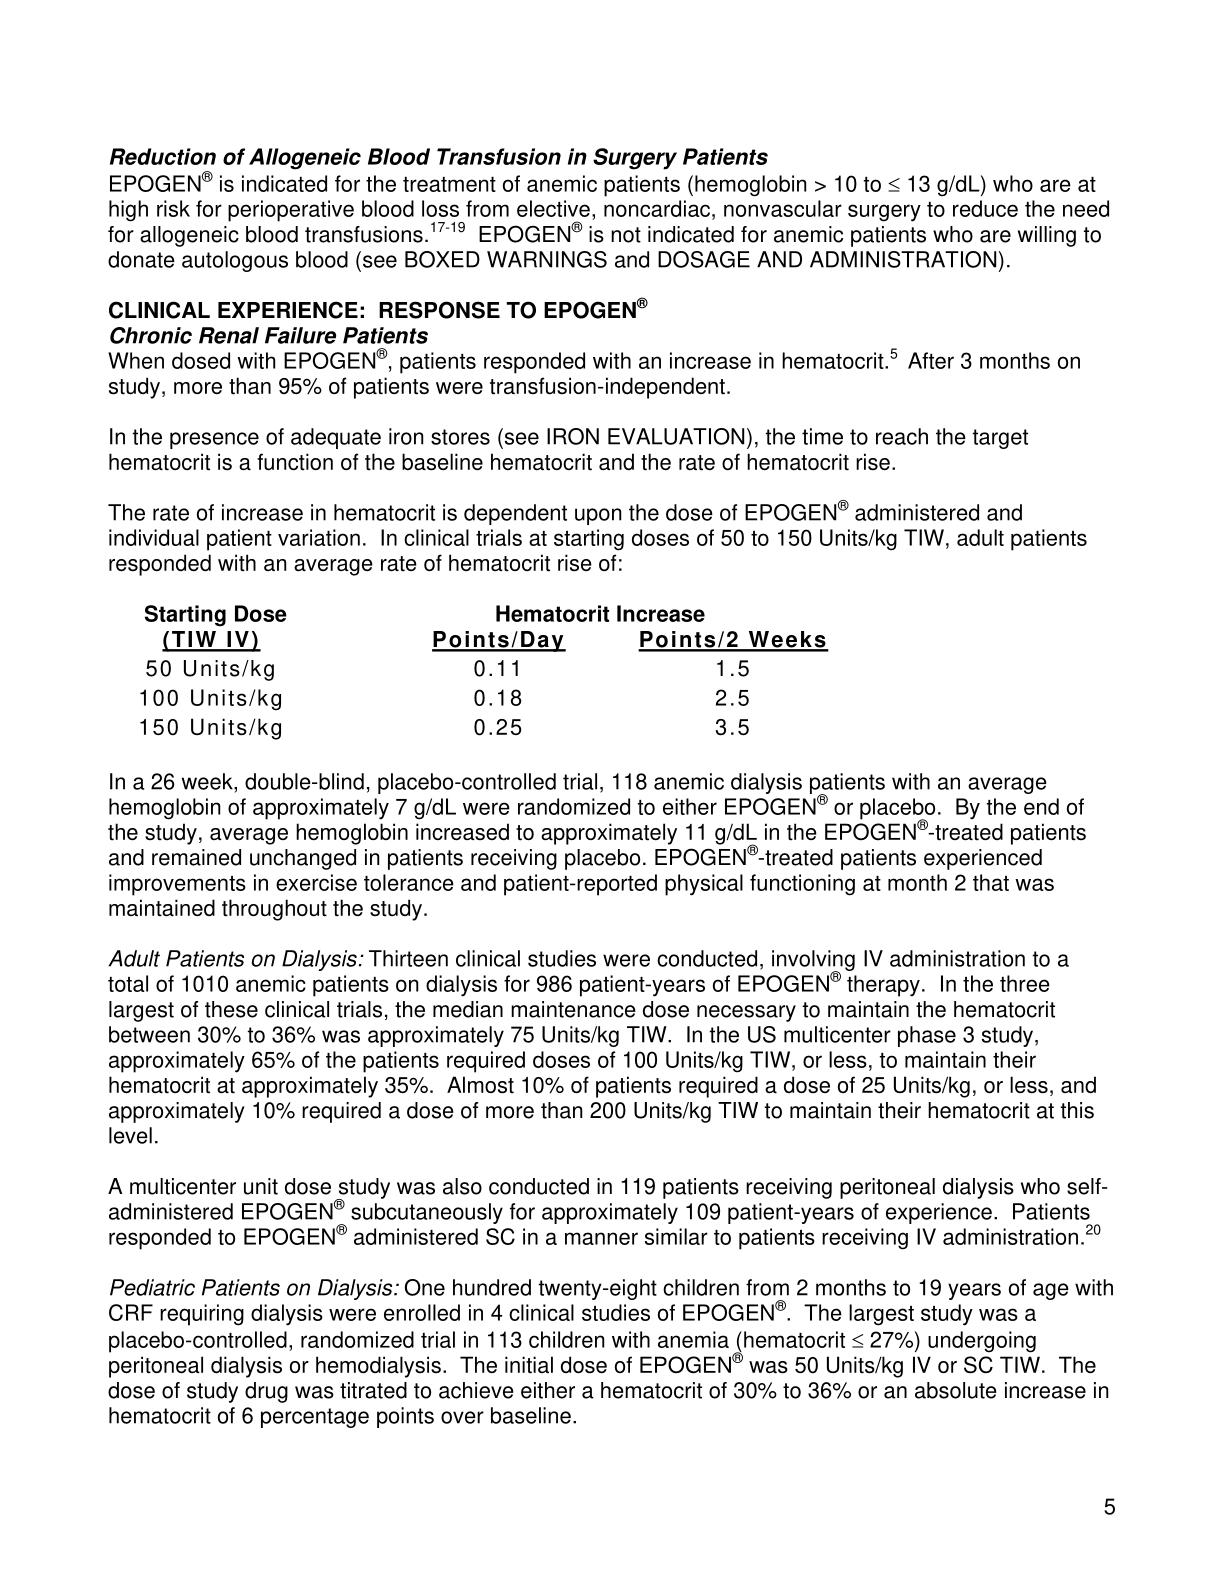 Reduction of Allogeneic Blood Transfusion in Surgery Patients
EPOGEN® is indicated for the treatment of anemic patients (hemoglobin > 10 to ≤ 13 g/dL) who are at
high risk for perioperative blood loss from elective, noncardiac, nonvascular surgery to reduce the need
for allogeneic blood transfusions.17-19 EPOGEN® is not indicated for anemic patients who are willing to
donate autologous blood (see BOXED WARNINGS and DOSAGE AND ADMINISTRATION).
CLINICAL EXPERIENCE: RESPONSE TO EPOGEN®
Chronic Renal Failure Patients
When dosed with EPOGEN®, patients responded with an increase in hematocrit.5 After 3 months on
study, more than 95% of patients were transfusion-independent.
In the presence of adequate iron stores (see IRON EVALUATION), the time to reach the target
hematocrit is a function of the baseline hematocrit and the rate of hematocrit rise.
The rate of increase in hematocrit is dependent upon the dose of EPOGEN® administered and
individual patient variation. In clinical trials at starting doses of 50 to 150 Units/kg TIW, adult patients
responded with an average rate of hematocrit rise of:
Starting Dose Hematocrit Increase
(TIW IV) Points/Day Points/2 Weeks
50 Units/kg 0.11 1.5
100 Units/kg 0.18 2.5
150 Units/kg 0.25 3.5
In a 26 week, double-blind, placebo-controlled trial, 118 anemic dialysis patients with an average
hemoglobin of approximately 7 g/dL were randomized to either EPOGEN® or placebo. By the end of
the study, average hemoglobin increased to approximately 11 g/dL in the EPOGEN®-treated patients
and remained unchanged in patients receiving placebo. EPOGEN®-treated patients experienced
improvements in exercise tolerance and patient-reported physical functioning at month 2 that was
maintained throughout the study.
Adult Patients on Dialysis: Thirteen clinical studies were conducted, involving IV administration to a
total of 1010 anemic patients on dialysis for 986 patient-years of EPOGEN® therapy. In the three
largest of these clinical trials, the median maintenance dose necessary to maintain the hematocrit
between 30% to 36% was approximately 75 Units/kg TIW. In the US multicenter phase 3 study,
approximately 65% of the patients required doses of 100 Units/kg TIW, or less, to maintain their
hematocrit at approximately 35%. Almost 10% of patients required a dose of 25 Units/kg, or less, and
approximately 10% required a dose of more than 200 Units/kg TIW to maintain their hematocrit at this
level.
A multicenter unit dose study was also conducted in 119 patients receiving peritoneal dialysis who self-
administered EPOGEN® subcutaneously for approximately 109 patient-years of experience. Patients
responded to EPOGEN® administered SC in a manner similar to patients receiving IV administration.20
Pediatric Patients on Dialysis: One hundred twenty-eight children from 2 months to 19 years of age with
CRF requiring dialysis were enrolled in 4 clinical studies of EPOGEN®. The largest study was a
placebo-controlled, randomized trial in 113 children with anemia (hematocrit ≤ 27%) undergoing
peritoneal dialysis or hemodialysis. The initial dose of EPOGEN® was 50 Units/kg IV or SC TIW. The
dose of study drug was titrated to achieve either a hematocrit of 30% to 36% or an absolute increase in
hematocrit of 6 percentage points over baseline.
5